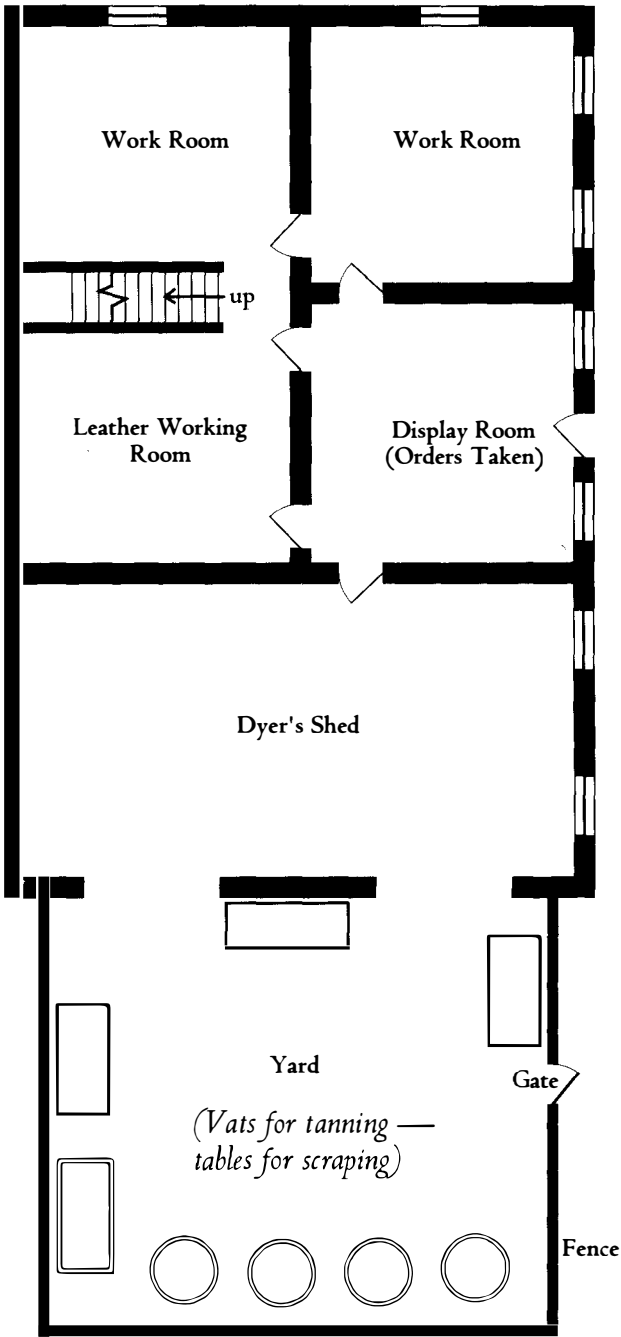 Work Room
Work Room
up
Leather Working
Room
Display Room
(Orders Taken)
Dyer's Shed
Yard
Gate
(Vats for tanning —
tables for scraping)
Fence